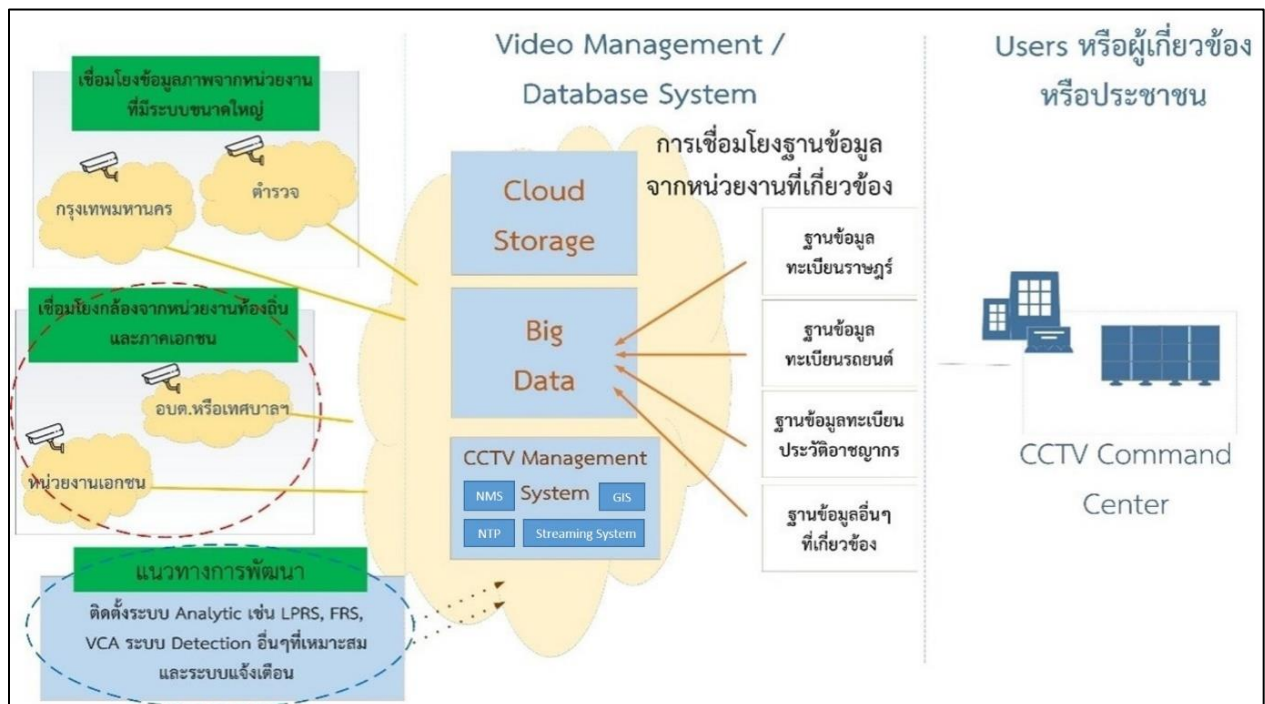 เชื่อมโยงข้อมูลภาพจากหน่วยงาน
ที่มีระบบขนาดใหญ่
กรุงเทพมหานคร
ตำรวจ
เชื่อมโยงกล้องจากหน่วยงานท้องถิ่น
และภาคเอกชน
อบต.หรือเทศบาลฯ
หน่วยงานเอกชน
แนวทางการพัฒนา
ติดตั้งระบบ Analytic เช่น LPRS, FRS,
VCA ระบบ Detection อื่นๆที่เหมาะสม
และระบบแจ้งเตือน
Video Management /
Database System
การเชื่อมโยงฐานข้อมูล
จากหน่วยงานที่เกี่ยวข้อง
Cloud
Storage
Big
Data
CCTV Management
System
NMS
GIS
NTP
Streaming System
ฐานข้อมูล
ทะเบียนราษฎร์
ฐานข้อมูล
ทะเบียนรถยนต์
ฐานข้อมูลทะเบียน
ประวัติอาชญากร
ฐานข้อมูลอื่นๆ
ที่เกี่ยวข้อง
Users หรือผู้เกี่ยวข้อง
หรือประชาชน
CCTV Command
Center